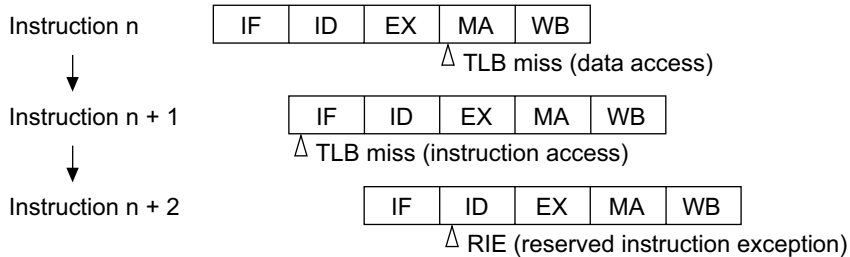 Instruction n IF ID EX MA WB
TLB miss (data access)
Instruction n + 1 IF ID EX MA WB
TLB miss (instruction access)
Instruction n + 2 IF ID EX MA WB
RIE (reserved instruction exception)